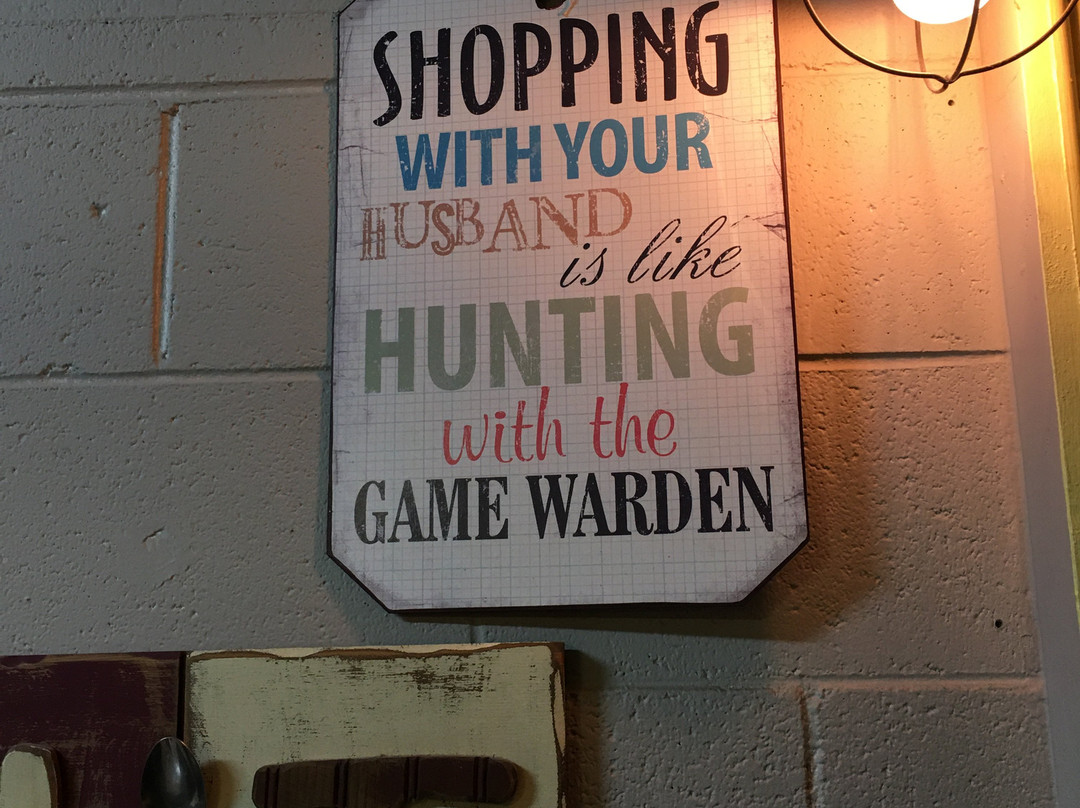 SHOPPING
WITH YOUR
HUSBAND
is like
HUNTING
with the
GAME WARDEN